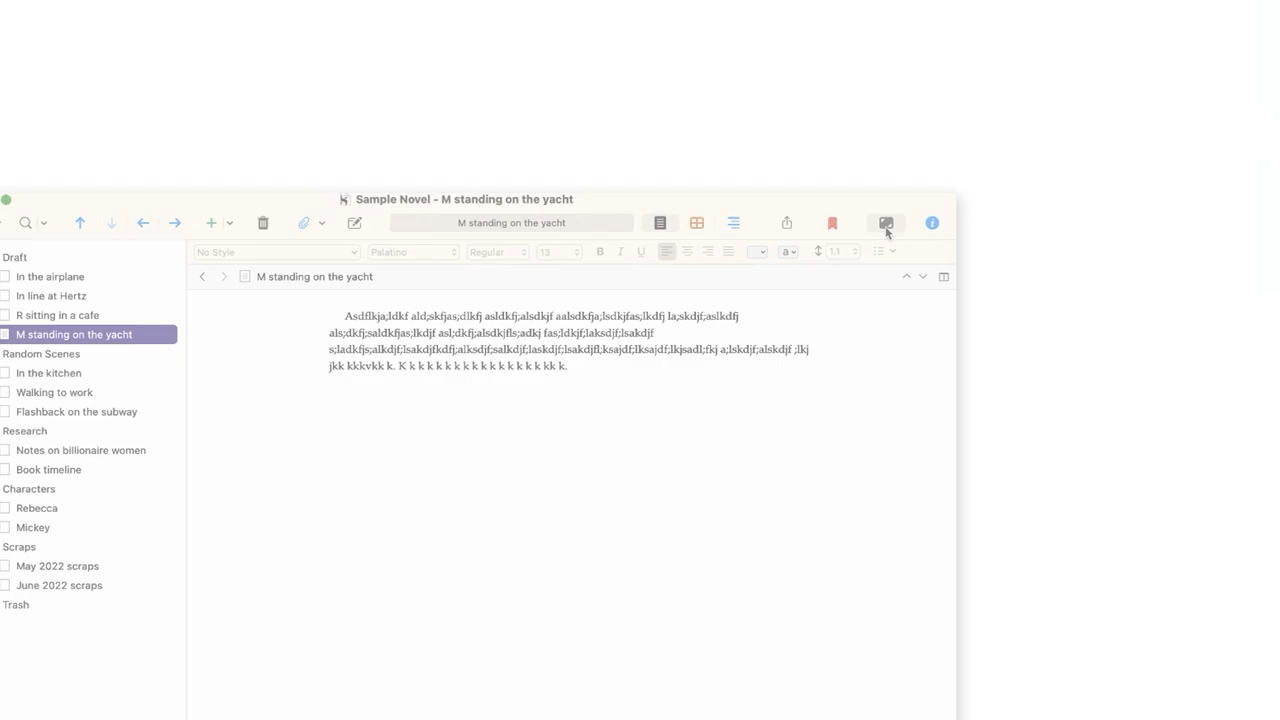 Sample Novel - M standing on the yacht
M standing on the yacht
No Style Palatino Regular 13 B I U a 1.1
M standing on the yacht
Draft
In the airplane
In line at Hertz
R sitting in a cafe
M standing on the yacht
Random Scenes
In the kitchen
Walking to work
Flashback on the subway
Research
Notes on billionaire women
Book timeline
Characters
Rebecca
Mickey
Scraps
May 2022 scraps
June 2022 scraps
Trash
Asdflkja;ldkf ald;skfjas;dlkfj asldkfj;alsdkjf aalsdkfja;lsdkjfas;lkdfj la;skdjf;aslkdfj
als;dkfj;saldkfjas;lkdjf asl;dkfj;alsdkjfls;adkj fas;ldkjf;laksdjf;lsakdjf
s;ladkfjs;alkdjf;lsakdjfkdfj;alksdjf;salkdjf;laskdjf;lsakdjfl;ksajdf;lksajdf;lkjsadl;fkj a;lskdjf;alskdjf ;lkj
jkk kkkvkk k. K k k k k k k k k k k k k k k kk k.